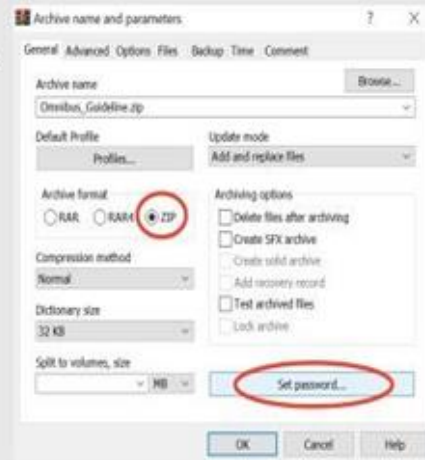 Archive name and parameters ? X
General Advanced Options Files Backup Time Comment
Archive name
Browse...
Omnibus_Guideline.zip
Default Profile
Profiles...
Update mode
Add and replace files
Archive format
RAR RAR4 ZIP
Compression method
Normal
Dictionary size
32 KB
Split to volumes, size
MB
Archiving options
Delete files after archiving
Create SFX archive
Create solid archive
Add recovery record
Test archived files
Lock archive
Set password...
OK Cancel Help